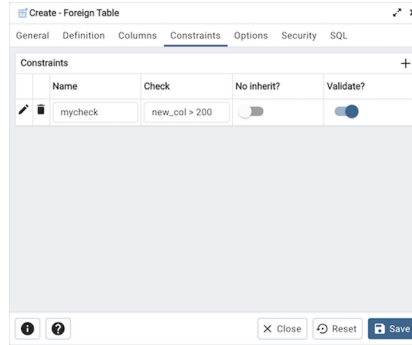 Create - Foreign Table
General Definition Columns Constraints Options Security SQL
Constraints
Name Check No inherit? Validate?
mycheck new_col > 200
Close Reset Save